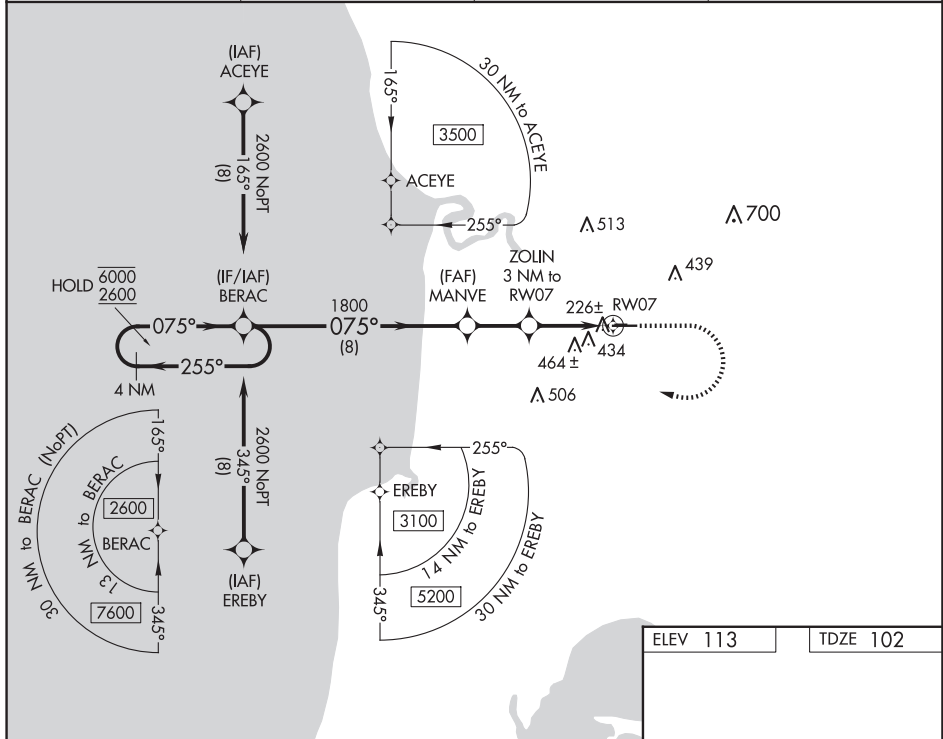 (IAF)
ACEYE
2600 NoPT
165°
(8)
30 NM to ACEYE
165°
3500
ACEYE
255°
513
700
439
HOLD 6000
2600
(IF/IAF)
BERAC
075°
255°
4 NM
1800
075°
(8)
(FAF)
MANVE
ZOLIN
3 NM to
RW07
226± RW07
434
464±
506
2600 NoPT
345°
(8)
(IAF)
EREBY
30 NM to BERAC (NoPT)
13 NM to BERAC
165°
2600
BERAC
7600
345°
255°
EREBY
3100
14 NM to EREBY
5200
30 NM to EREBY
345°
ELEV 113
TDZE 102